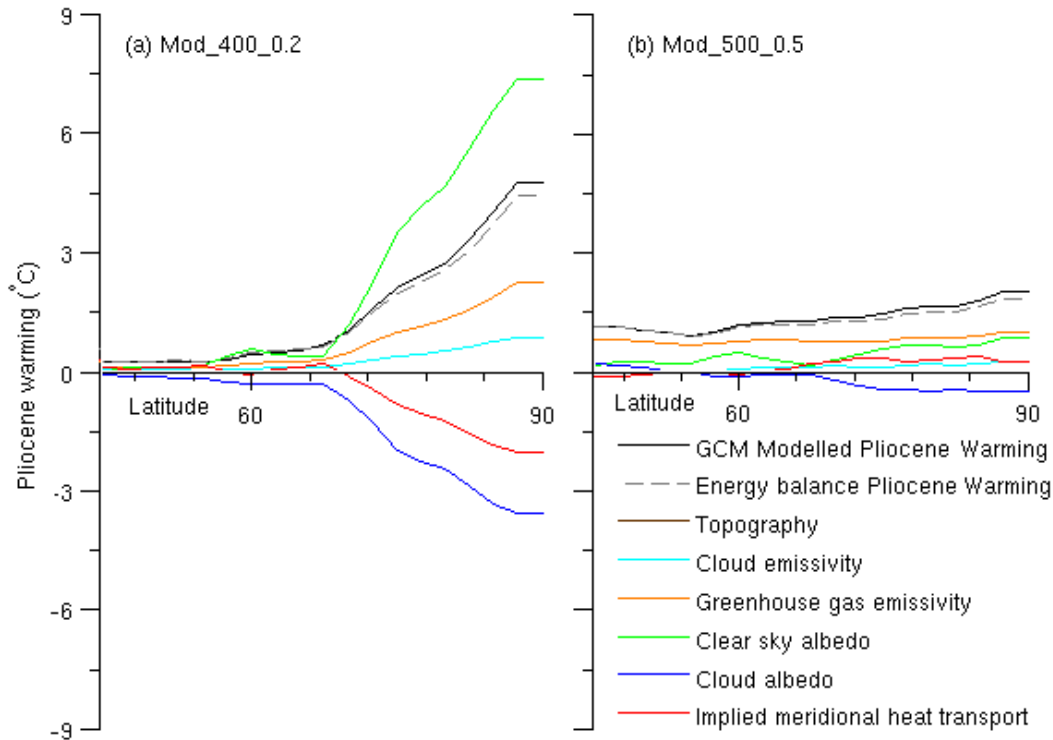 9
(a) Mod_400_0.2
(b) Mod_500_0.5
6
3
Pliocene warming (°C)
0
Latitude
60
90
Latitude
60
90
-3
-6
-9
GCM Modelled Pliocene Warming
Energy balance Pliocene Warming
Topography
Cloud emissivity
Greenhouse gas emissivity
Clear sky albedo
Cloud albedo
Implied meridional heat transport